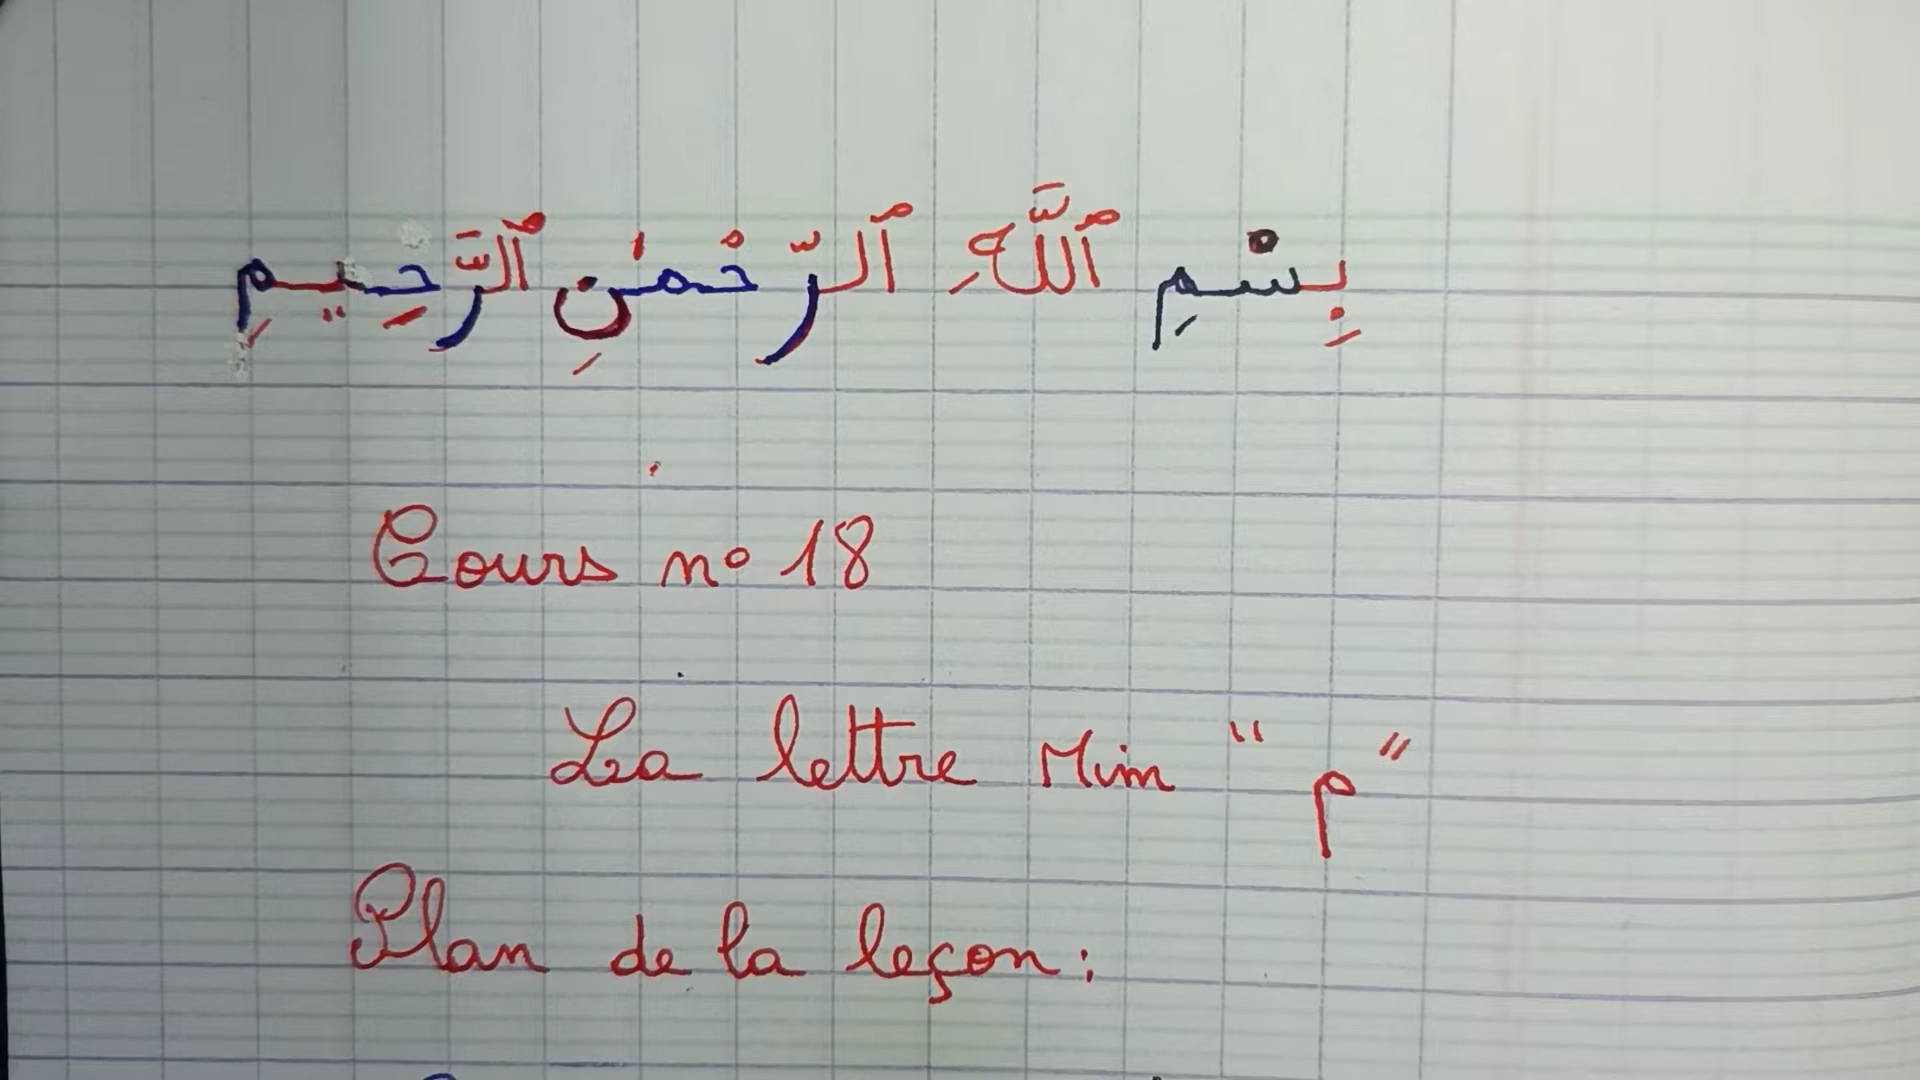 بِسْمِ ٱللَّهِ ٱلرّحْمٰنِ ٱلرَّحِيمِ
Cours n° 18
La lettre Mim "م"
Plan de la leçon :